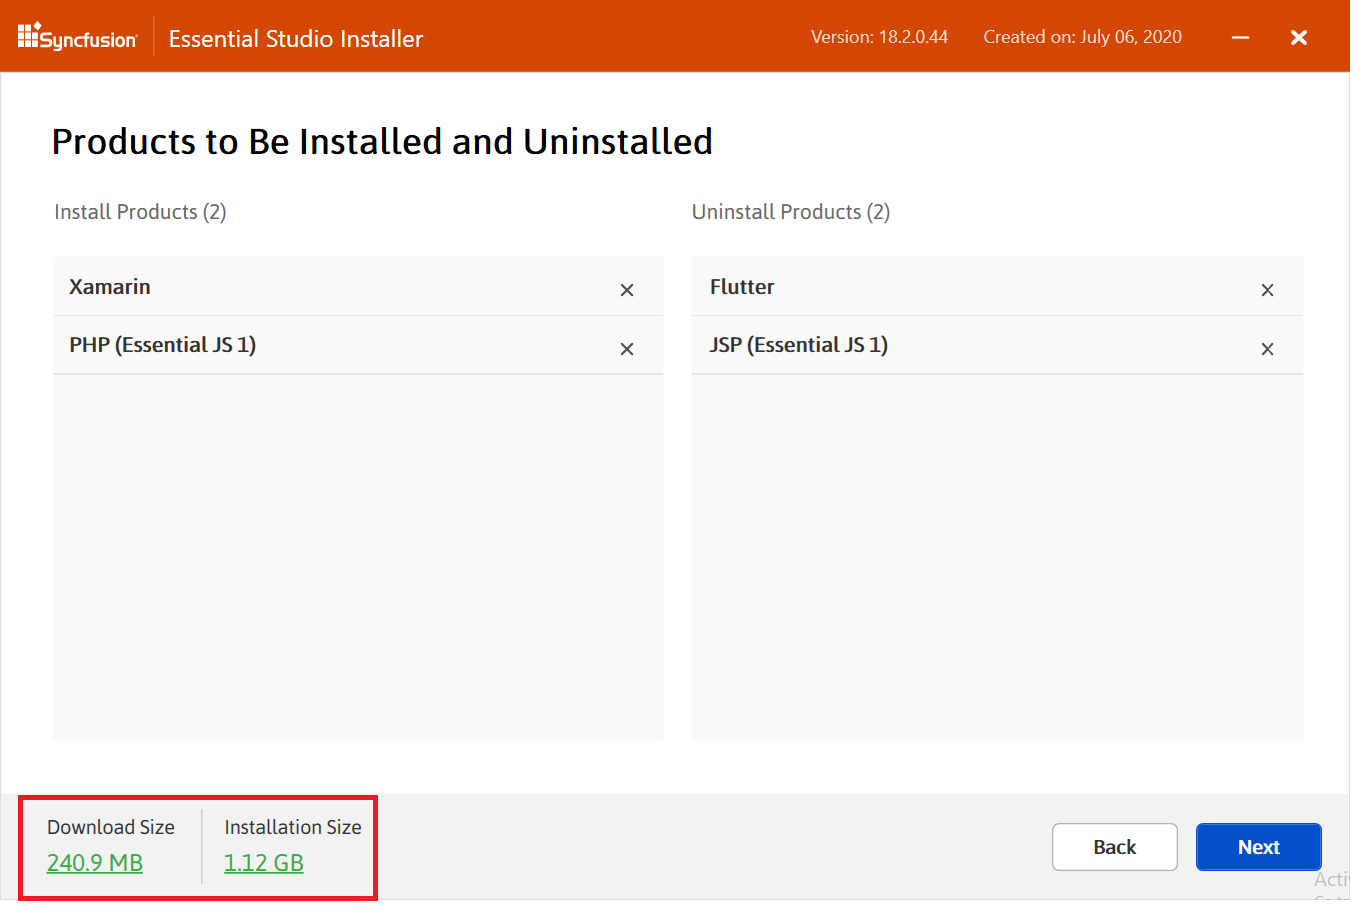 Syncfusion
Essential Studio Installer
Version: 18.2.0.44
Created on: July 06, 2020
Products to Be Installed and Uninstalled
Install Products (2)
Uninstall Products (2)
Xamarin
Flutter
PHP (Essential JS 1)
JSP (Essential JS 1)
Download Size
Installation Size
240.9 MB
1.12 GB
Back
Next
Acti